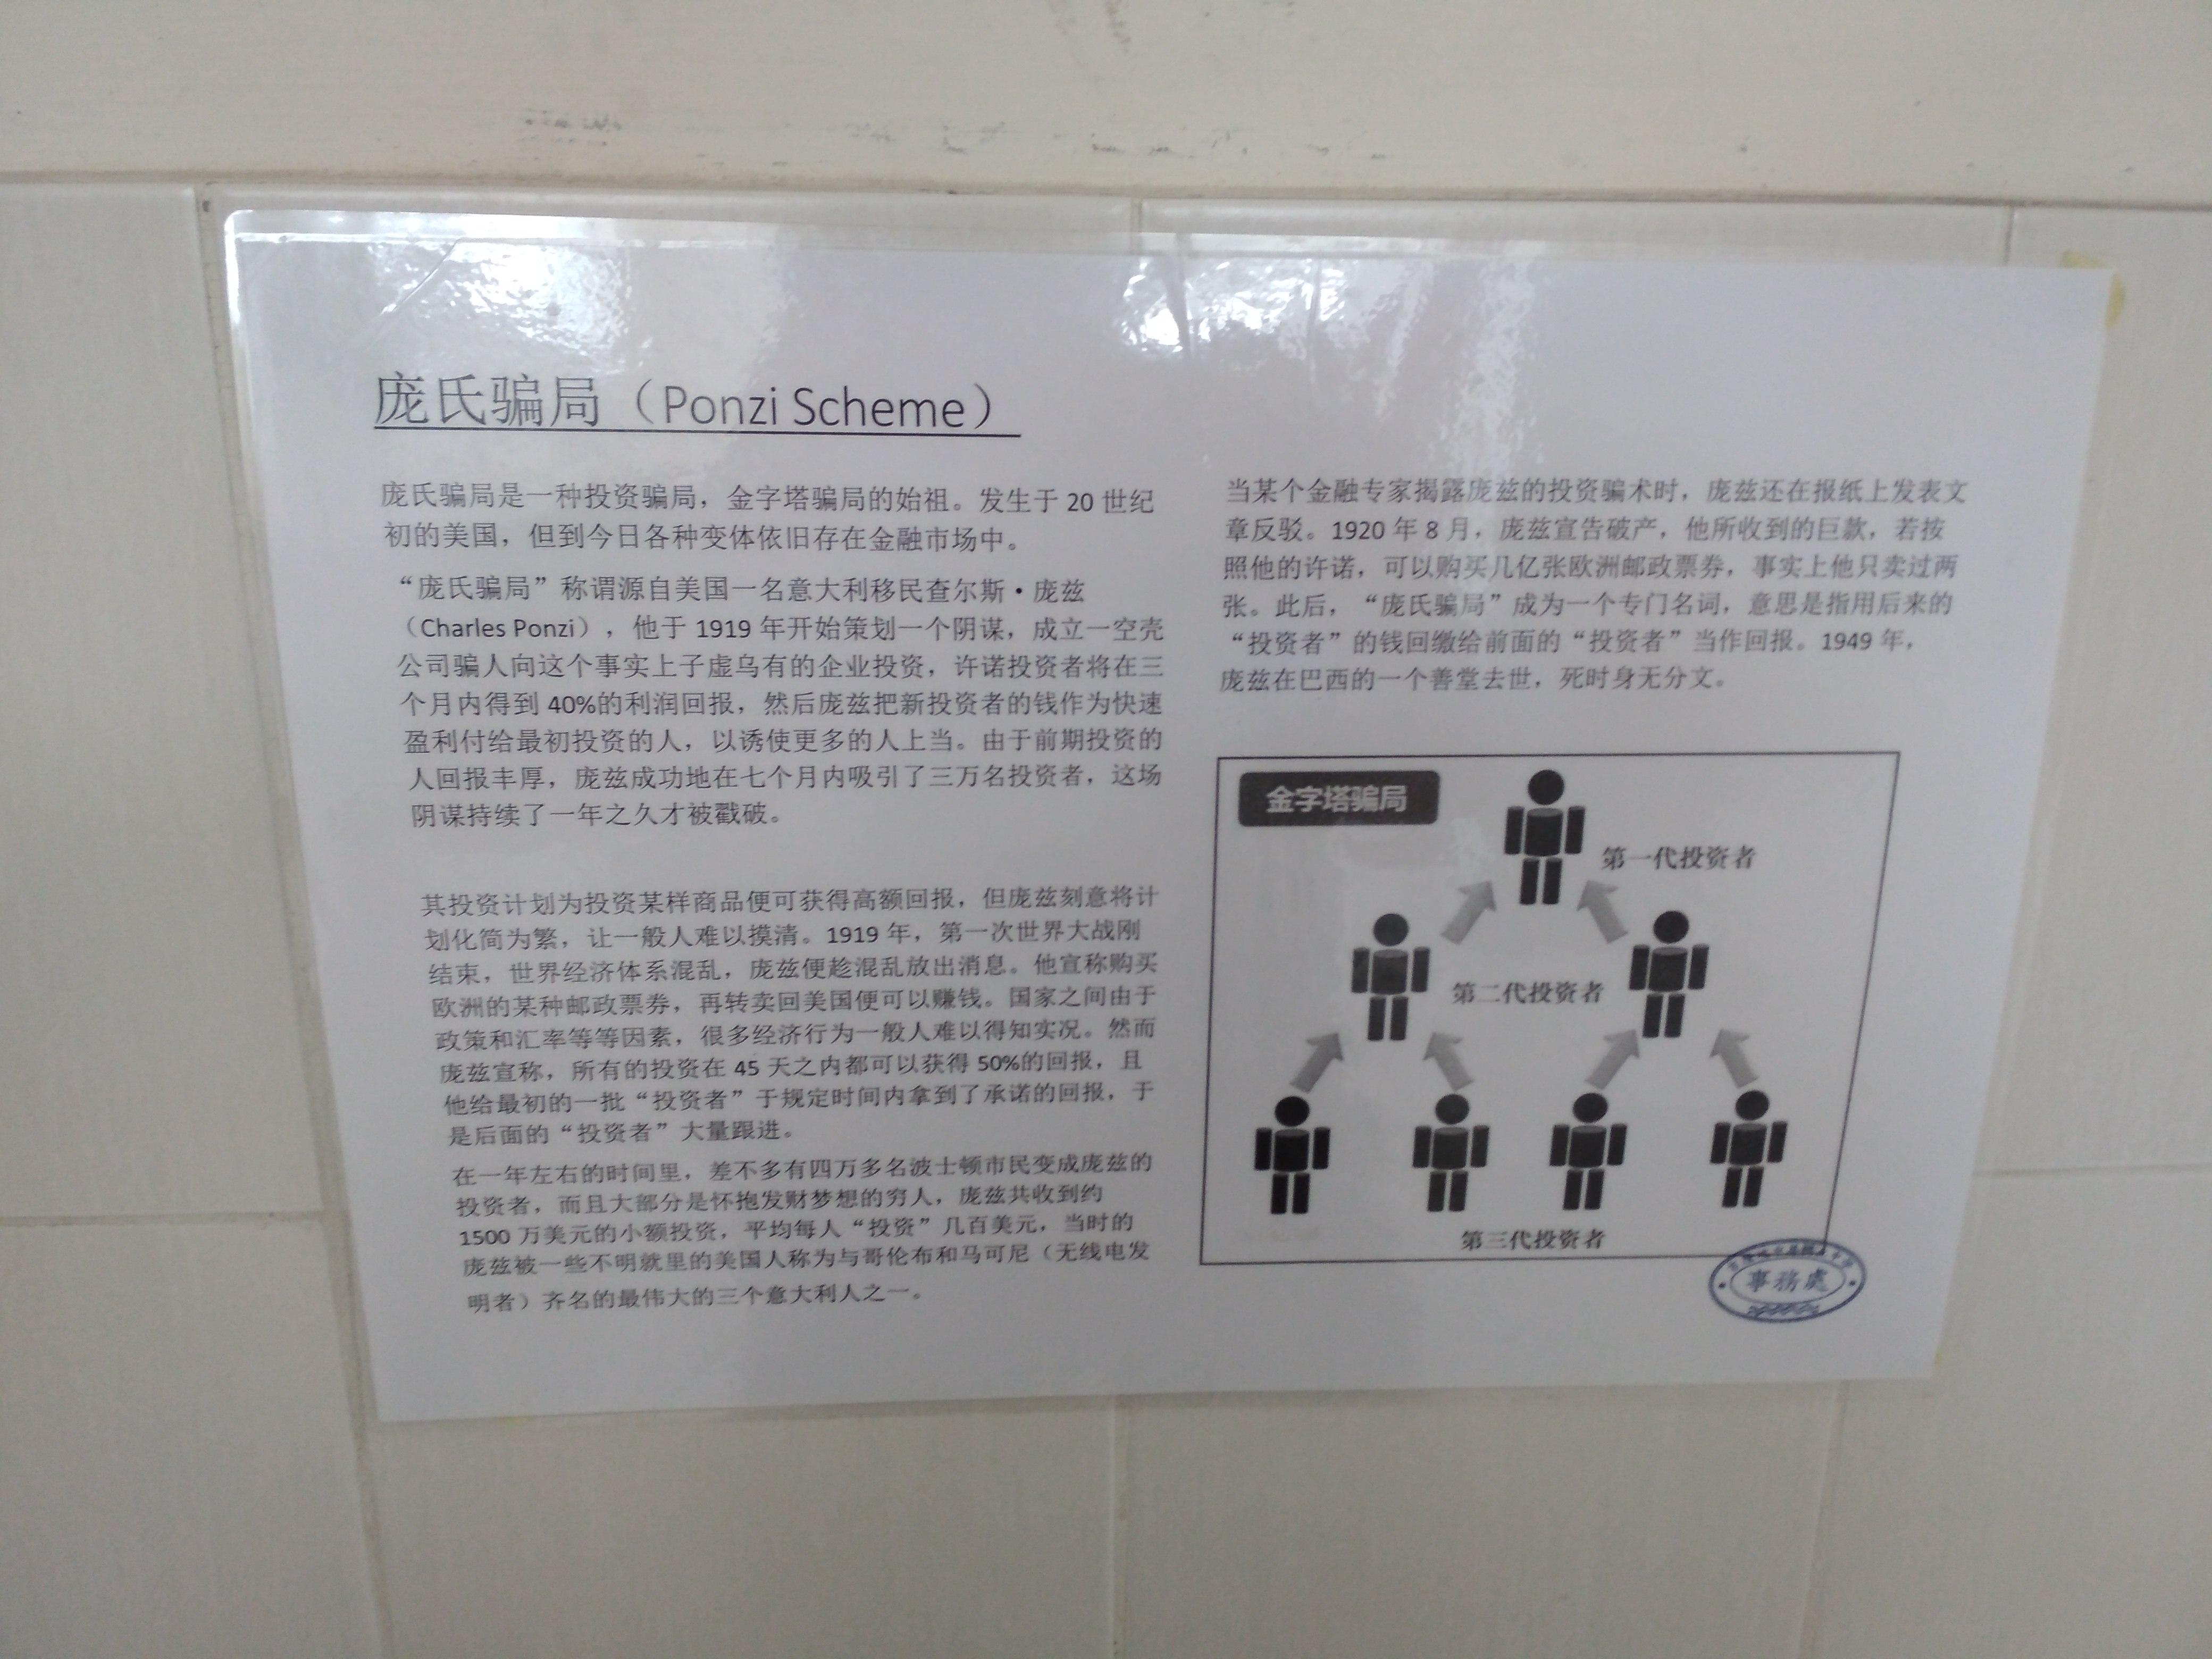 庞氏骗局（Ponzi Scheme）
庞氏骗局是一种投资骗局，金字塔骗局的始祖。发生于 20 世纪
初的美国，但到今日各种变体依旧存在金融市场中。
“庞氏骗局”称谓源自美国一名意大利移民查尔斯·庞兹
（Charles Ponzi），他于 1919 年开始策划一个阴谋，成立一空壳
公司骗人向这个事实上子虚乌有的企业投资，许诺投资者将在三
个月内得到 40%的利润回报，然后庞兹把新投资者的钱作为快速
盈利付给最初投资的人，以诱使更多的人上当。由于前期投资的
人回报丰厚，庞兹成功地在七个月内吸引了三万名投资者，这场
阴谋持续了一年之久才被戳破。
其投资计划为投资某样商品便可获得高额回报，但庞兹刻意将计
划化简为繁，让一般人难以摸清。1919 年，第一次世界大战刚
结束，世界经济体系混乱，庞兹便趁混乱放出消息。他宣称购买
欧洲的某种邮政票券，再转卖回美国便可以赚钱。国家之间由于
政策和汇率等等因素，很多经济行为一般人难以得知实况。然而
庞兹宣称，所有的投资在 45 天之内都可以获得 50%的回报，且
他给最初的一批“投资者”于规定时间内拿到了承诺的回报，于
是后面的“投资者”大量跟进。
在一年左右的时间里，差不多有四万多名波士顿市民变成庞兹的
投资者，而且大部分是怀抱发财梦想的穷人，庞兹共收到约
1500 万美元的小额投资，平均每人“投资”几百美元，当时的
庞兹被一些不明就里的美国人称为与哥伦布和马可尼（无线电发
明者）齐名的最伟大的三个意大利人之一。
当某个金融专家揭露庞兹的投资骗术时，庞兹还在报纸上发表文
章反驳。1920 年 8 月，庞兹宣告破产，他所收到的巨款，若按
照他的许诺，可以购买几亿张欧洲邮政票券，事实上他只卖过两
张。此后，“庞氏骗局”成为一个专门名词，意思是指用后来的
“投资者”的钱回缴给前面的“投资者”当作回报。1949 年，
庞兹在巴西的一个善堂去世，死时身无分文。
金字塔骗局
第一代投资者
第二代投资者
第三代投资者
事務處